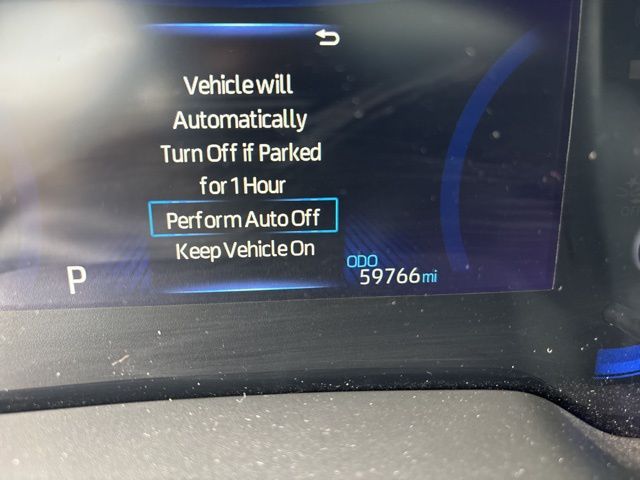 Vehicle will
Automatically
Turn Off if Parked
for 1 Hour
Perform Auto Off
Keep Vehicle On
P
ODO
59766 mi